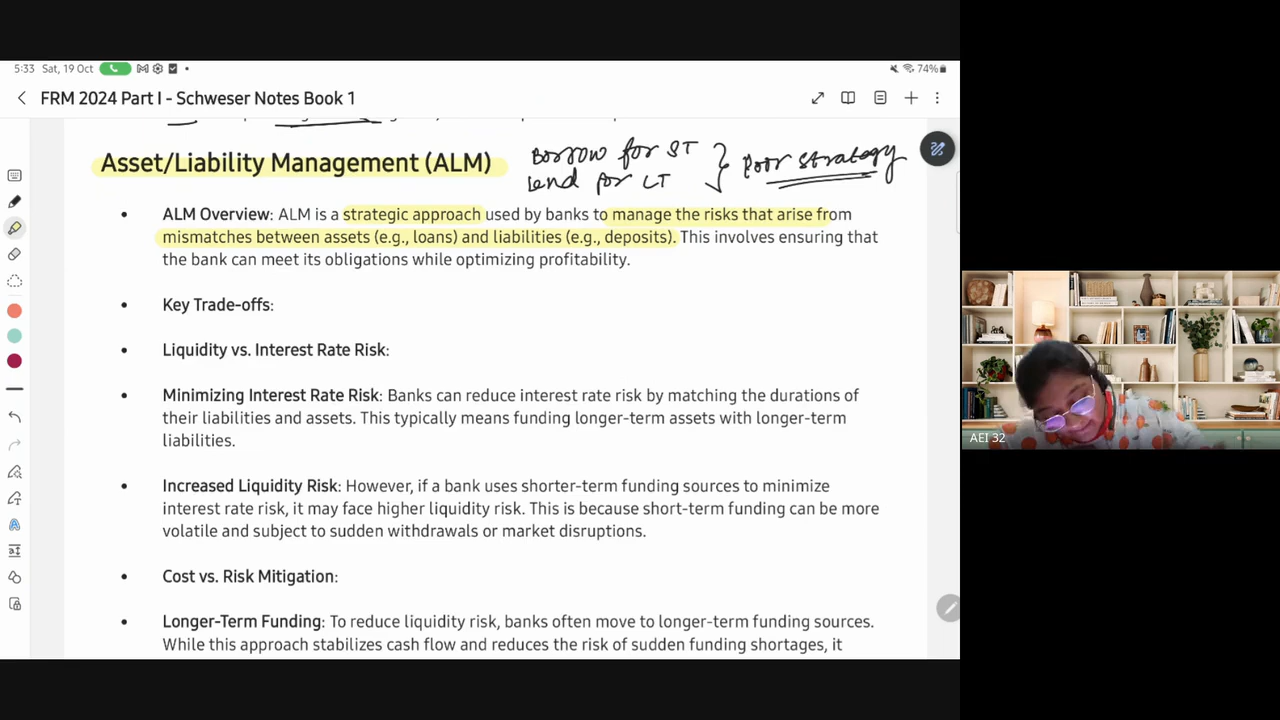 5:33 Sat, 19 Oct
74%
FRM 2024 Part I - Schweser Notes Book 1
Asset/Liability Management (ALM)
Borrow for ST
lend for LT
poor strategy
• ALM Overview: ALM is a strategic approach used by banks to manage the risks that arise from
mismatches between assets (e.g., loans) and liabilities (e.g., deposits). This involves ensuring that
the bank can meet its obligations while optimizing profitability.
• Key Trade-offs:
• Liquidity vs. Interest Rate Risk:
• Minimizing Interest Rate Risk: Banks can reduce interest rate risk by matching the durations of
their liabilities and assets. This typically means funding longer-term assets with longer-term
liabilities.
• Increased Liquidity Risk: However, if a bank uses shorter-term funding sources to minimize
interest rate risk, it may face higher liquidity risk. This is because short-term funding can be more
volatile and subject to sudden withdrawals or market disruptions.
• Cost vs. Risk Mitigation:
• Longer-Term Funding: To reduce liquidity risk, banks often move to longer-term funding sources.
While this approach stabilizes cash flow and reduces the risk of sudden funding shortages, it
AEI 32